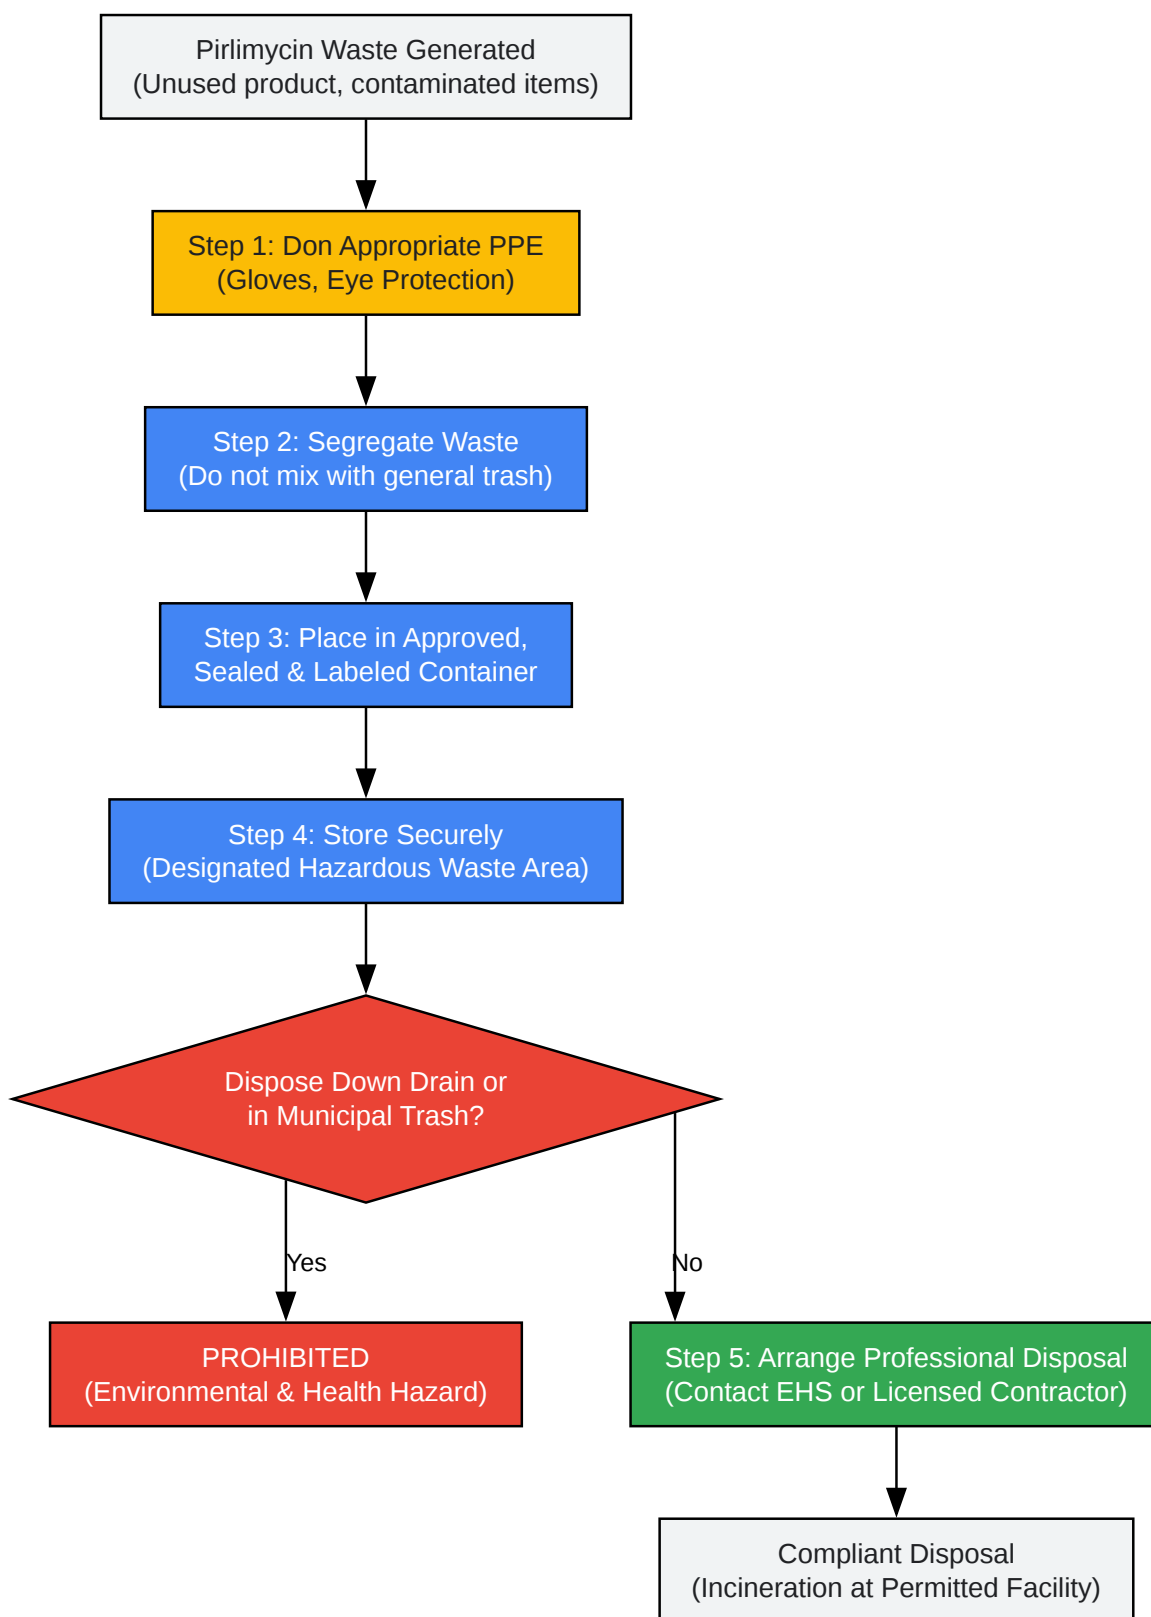 Pirlimycin Waste Generated
(Unused product, contaminated items)
Step 1: Don Appropriate PPE
(Gloves, Eye Protection)
Step 2: Segregate Waste
(Do not mix with general trash)
Step 3: Place in Approved,
Sealed & Labeled Container
Step 4: Store Securely
(Designated Hazardous Waste Area)
Dispose Down Drain or
in Municipal Trash?
Yes
No
PROHIBITED
(Environmental & Health Hazard)
Step 5: Arrange Professional Disposal
(Contact EHS or Licensed Contractor)
Compliant Disposal
(Incineration at Permitted Facility)